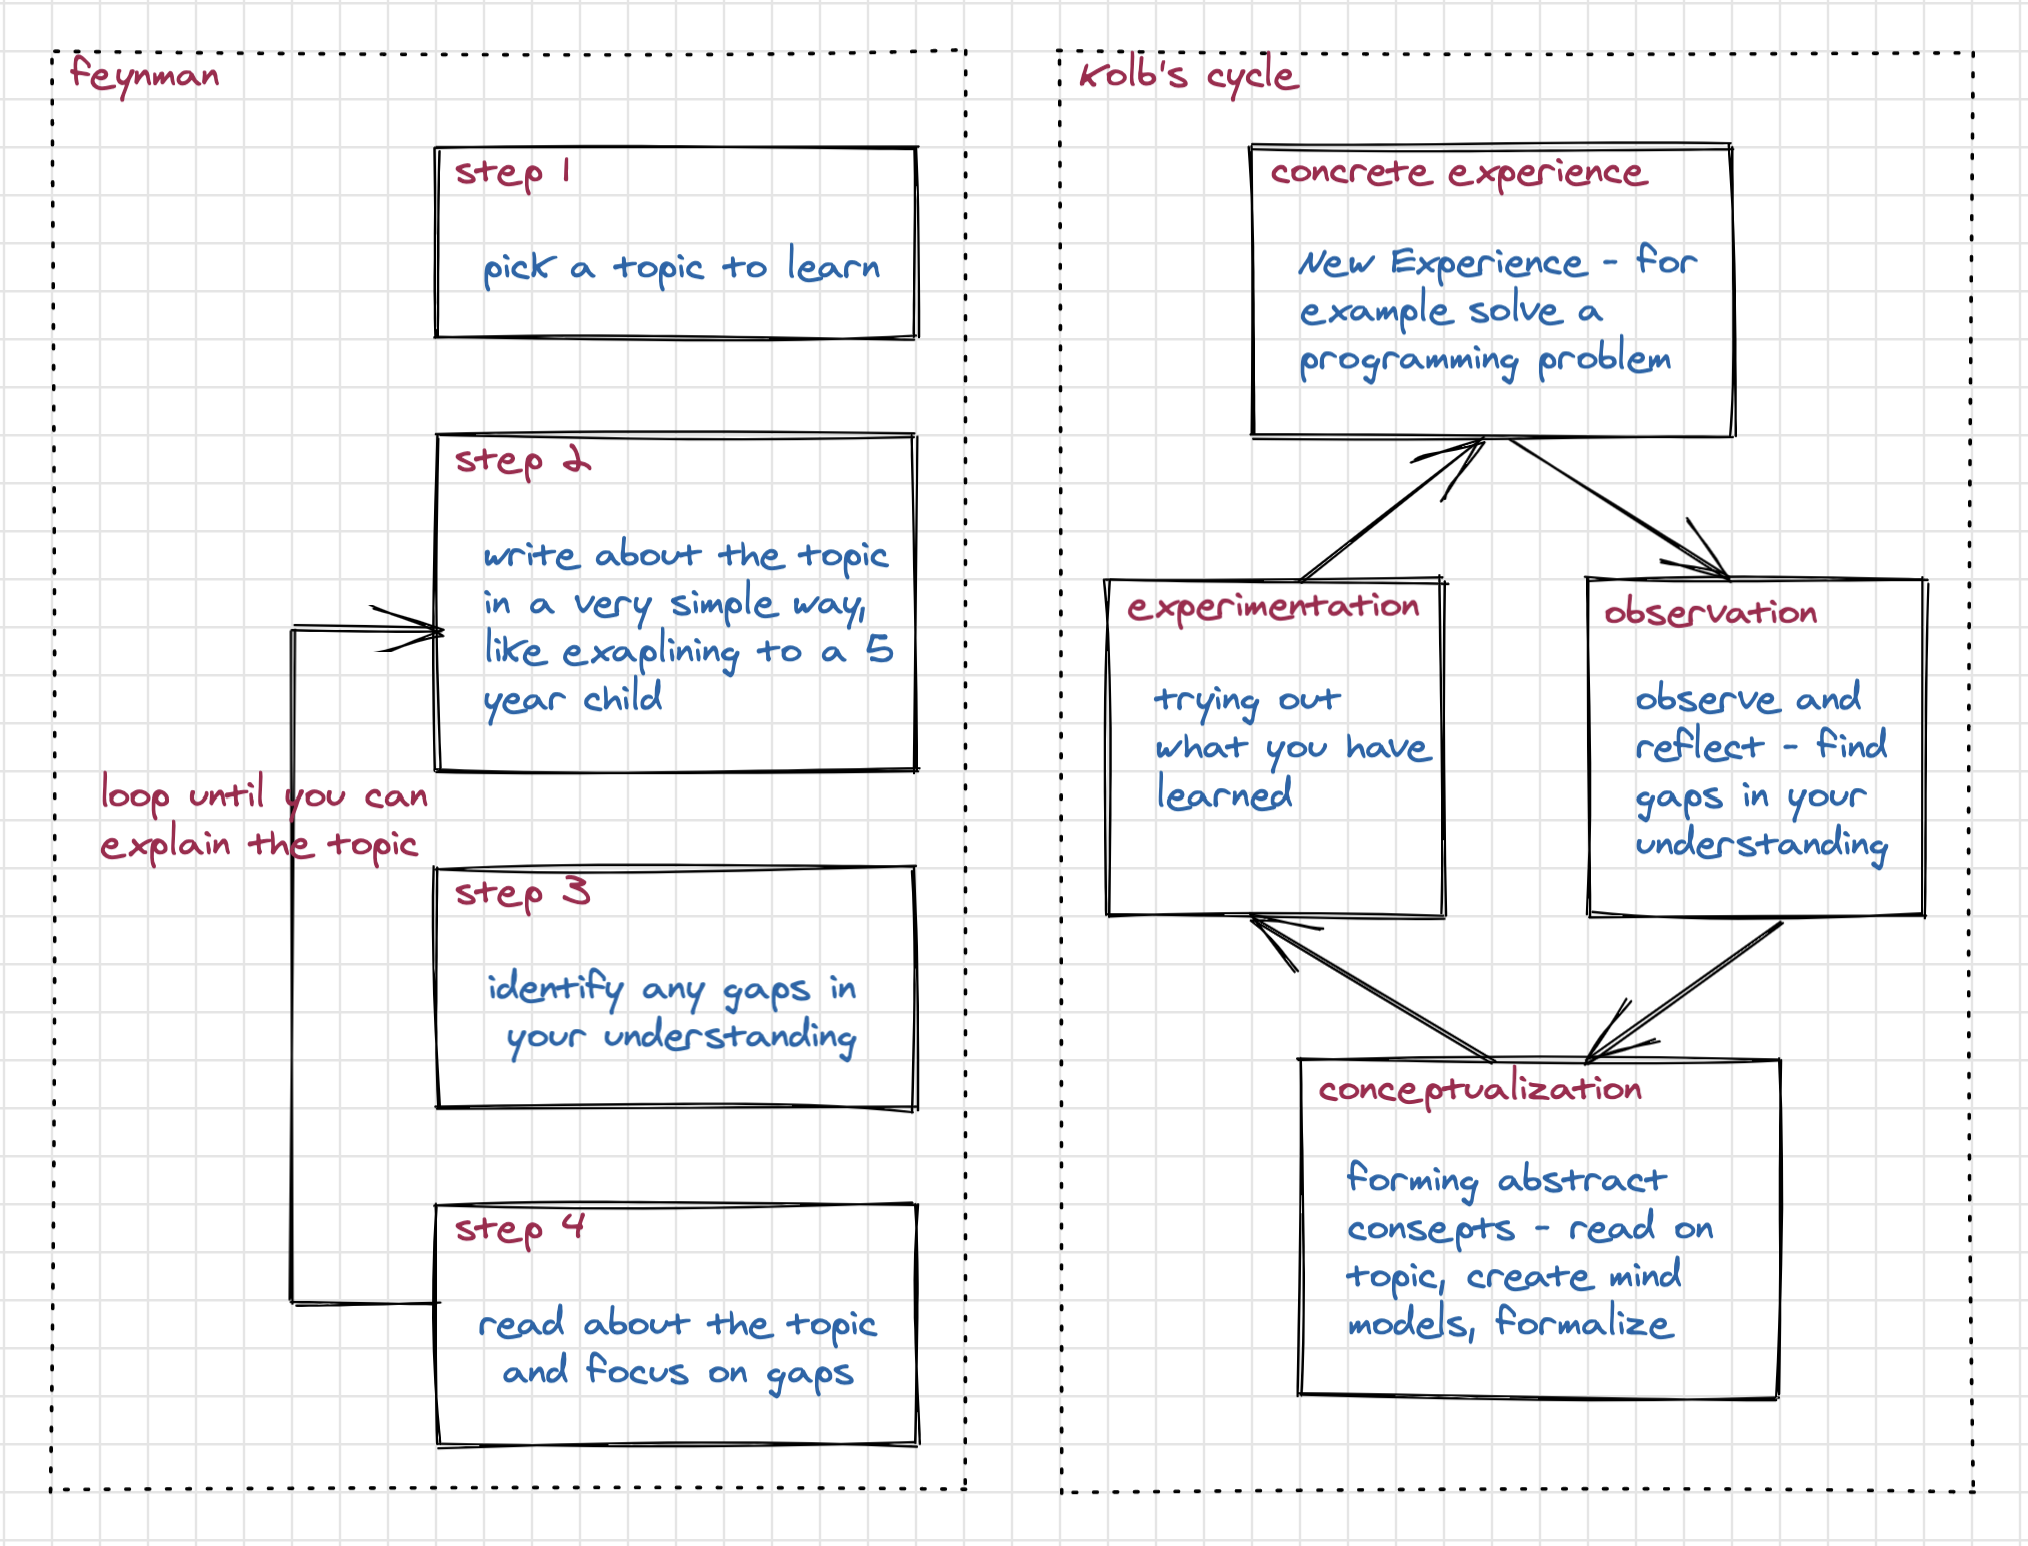 feynman
step 1
pick a topic to learn
step 2
write about the topic
in a very simple way,
like exaplining to a 5
year child
loop until you can
explain the topic
step 3
identify any gaps in
your understanding
step 4
read about the topic
and focus on gaps
Kolb's cycle
concrete experience
New Experience - for
example solve a
programming problem
experimentation
trying out
what you have
learned
observation
observe and
reflect - find
gaps in your
understanding
conceptualization
forming abstract
consepts - read on
topic, create mind
models, formalize